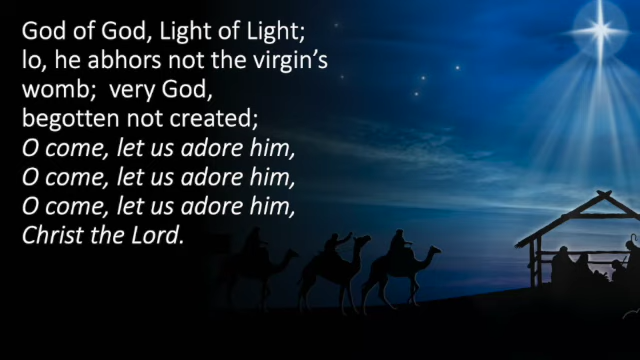 God of God, Light of Light;
lo, he abhors not the virgin’s
womb;  very God,
begotten not created;
O come, let us adore him,
O come, let us adore him,
O come, let us adore him,
Christ the Lord.